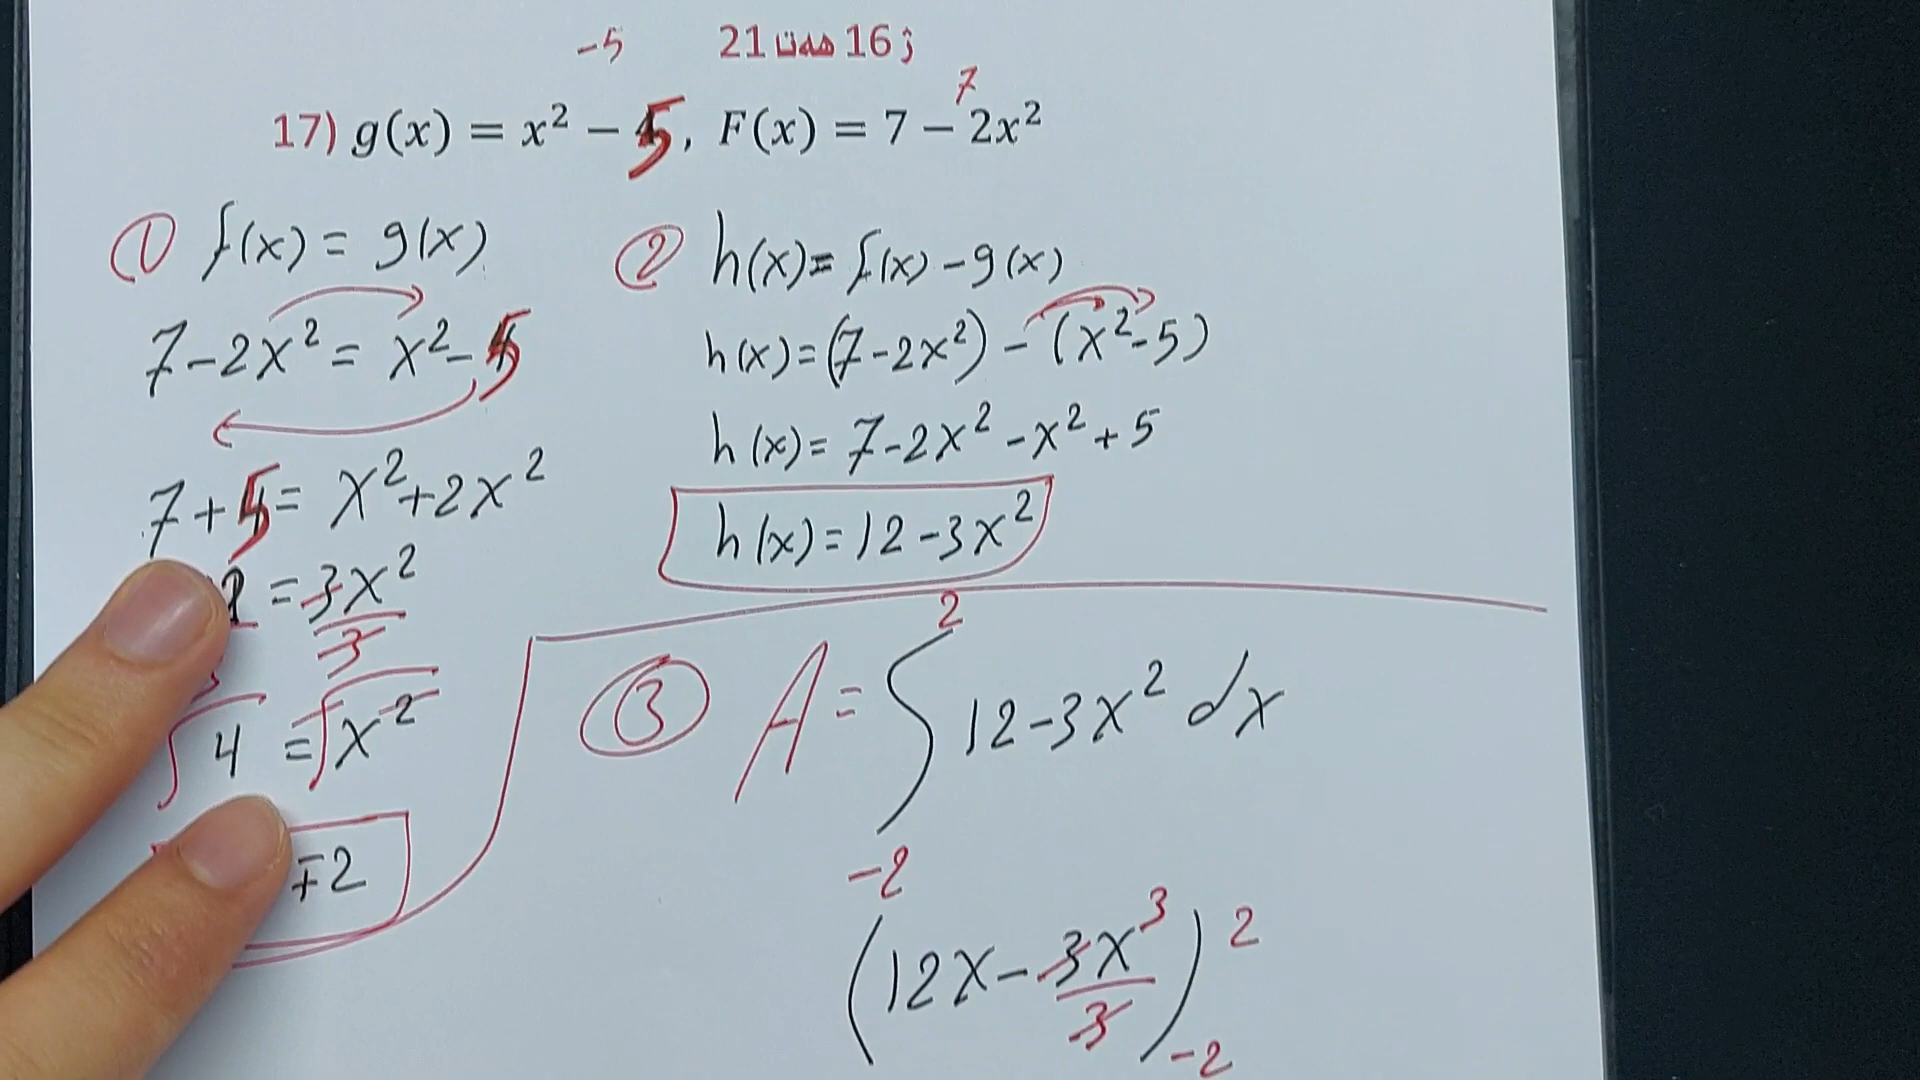 -5 ژ 16 هەت 21
7
17) g(x) = x² − 5, F(x) = 7 − 2x²
① f(x) = g(x)
7-2x² = x²-5
7+5 = x²+2x²
= 3x²
3
√4 = √x²
∓2
② h(x) = f(x) - g(x)
h(x) = (7-2x²) - (x²-5)
h(x) = 7-2x² - x² + 5
h(x) = 12-3x²
③ A = ∫ 12-3x² dx
2
-2
(12x - 3x³/3) 2
-2